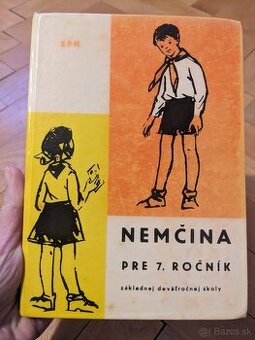 SPN
NEMČINA
PRE 7. ROČNÍK
základnej deväťročnej školy
bazos.sk